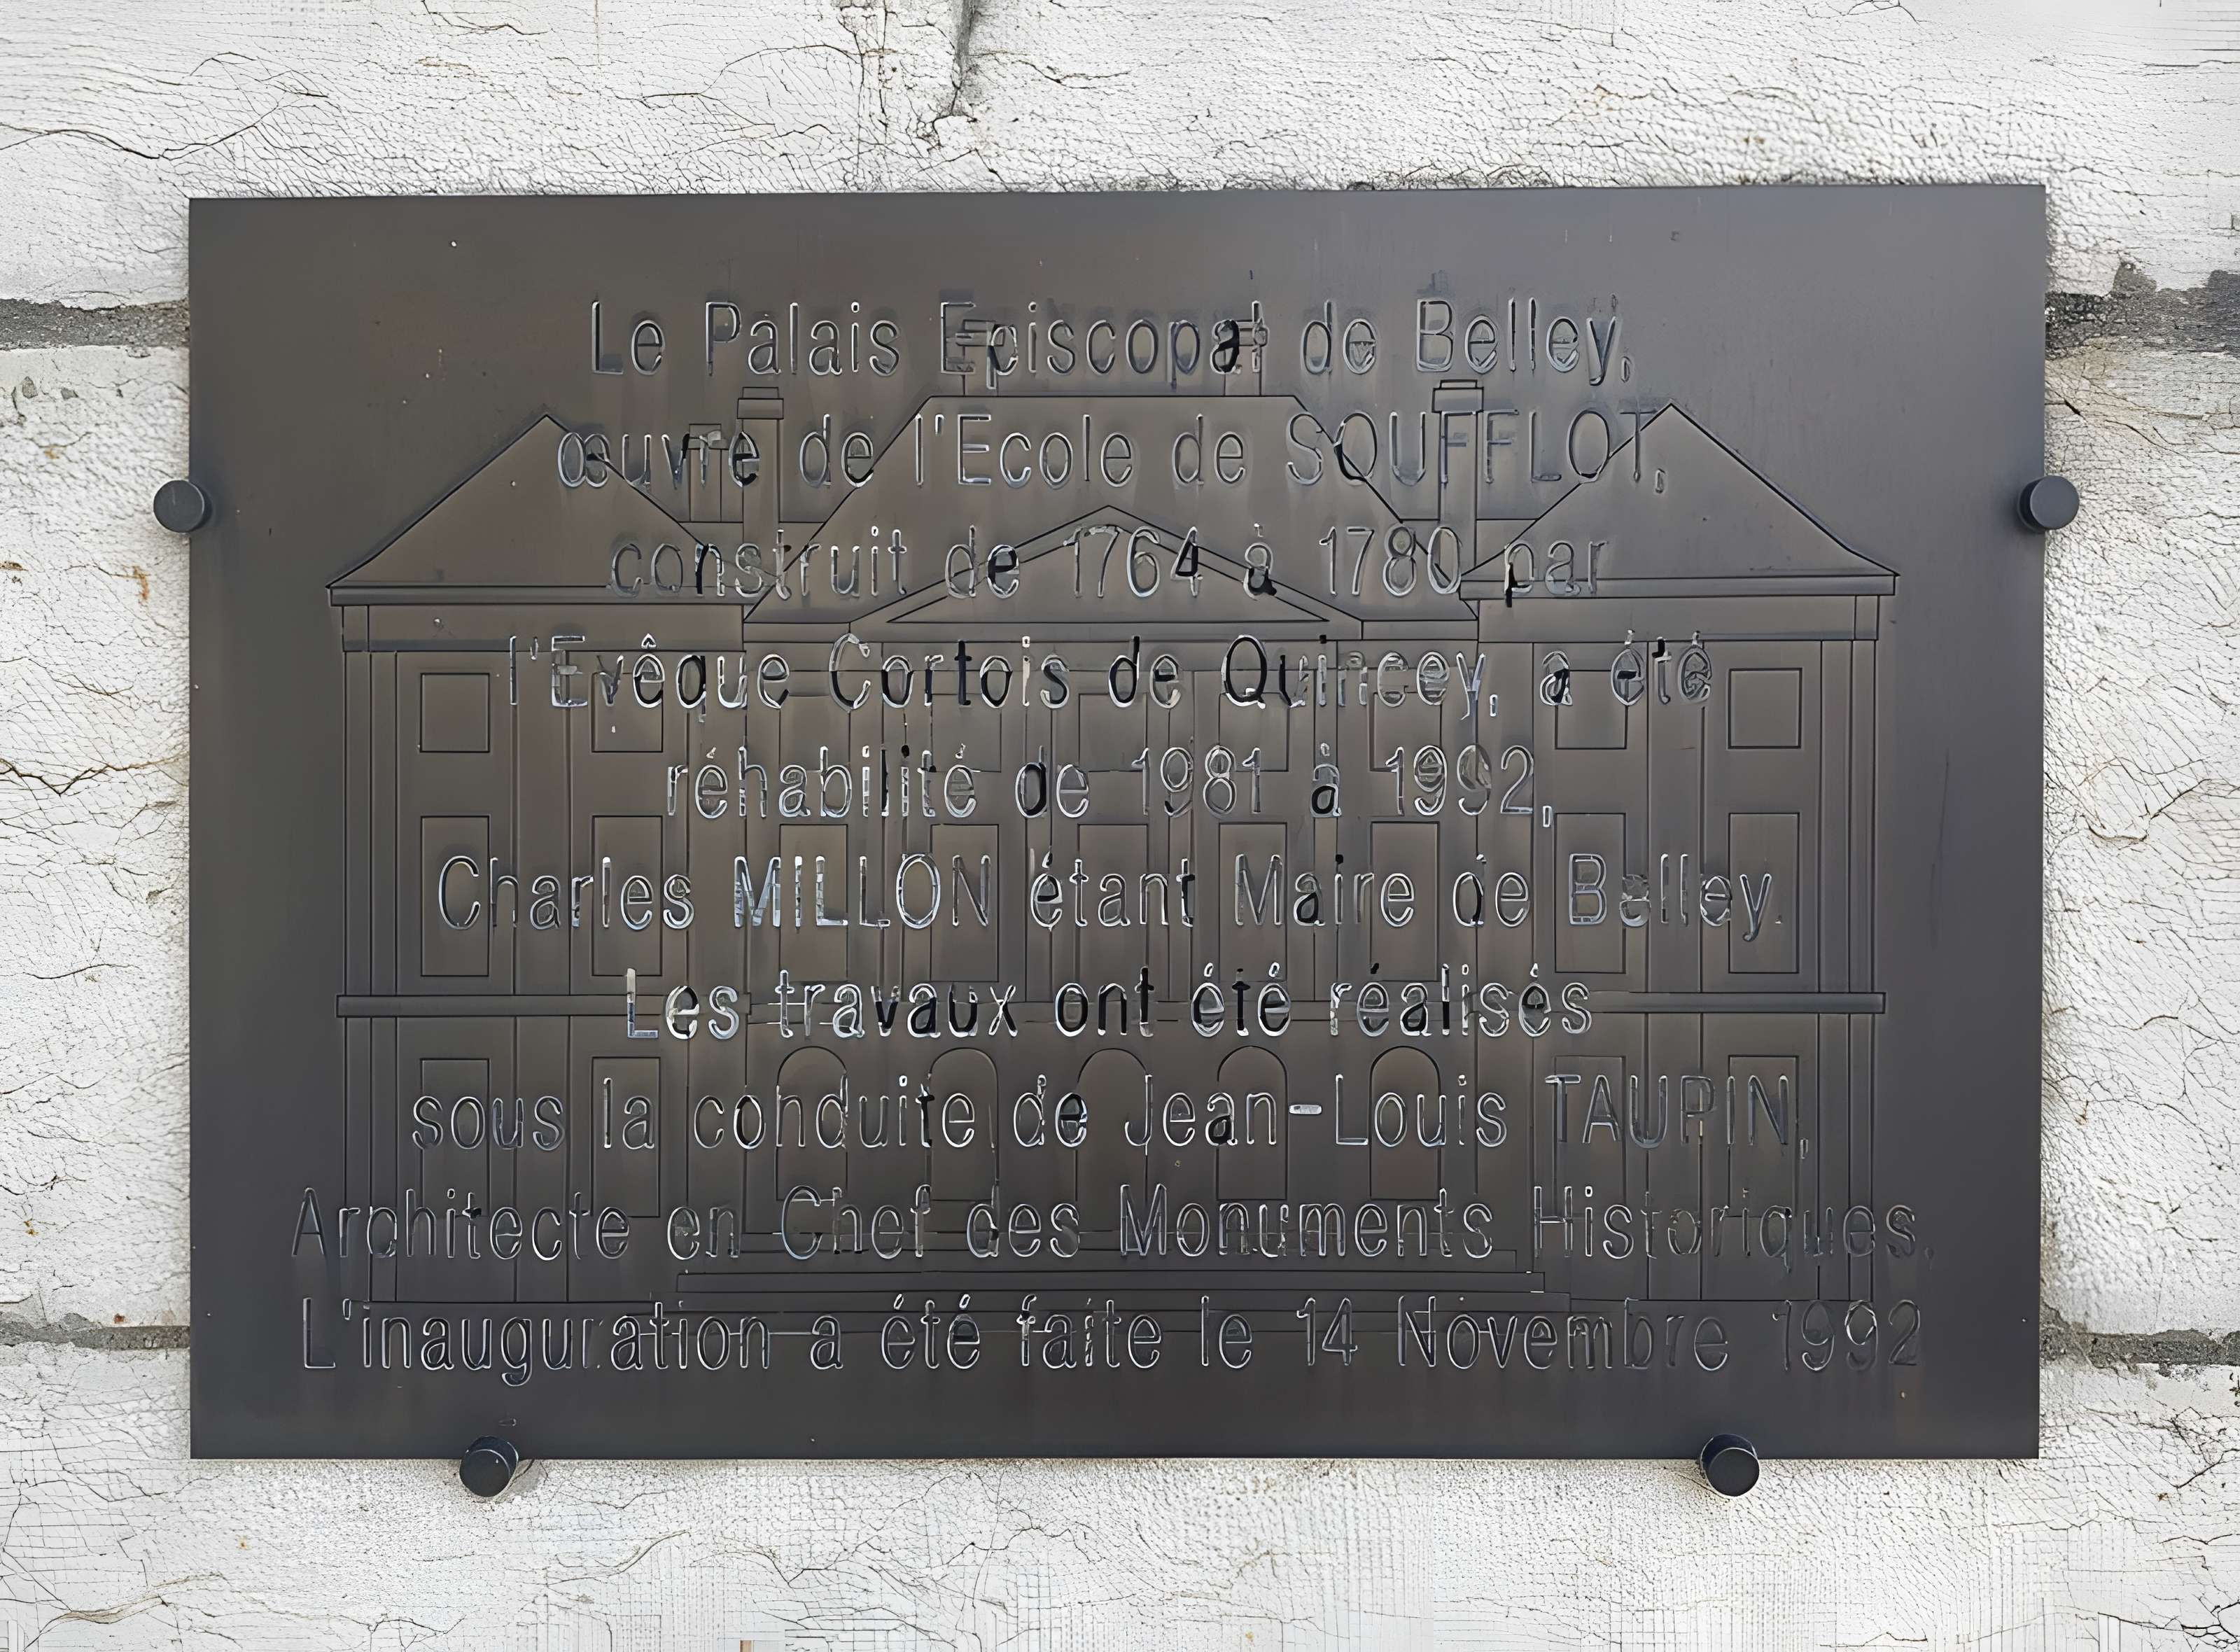 Le Palais Episcopal de Belley,
œuvre de l'Ecole de SOUFFLOT,
construit de 1764 à 1780 par
l'Evêque Cortois de Quincey, a été
réhabilité de 1981 à 1992,
Charles MILLON étant Maire de Belley.
Les travaux ont été réalisés
sous la conduite de Jean-Louis TAUPIN,
Architecte en Chef des Monuments Historiques.
L'inauguration a été faite le 14 Novembre 1992